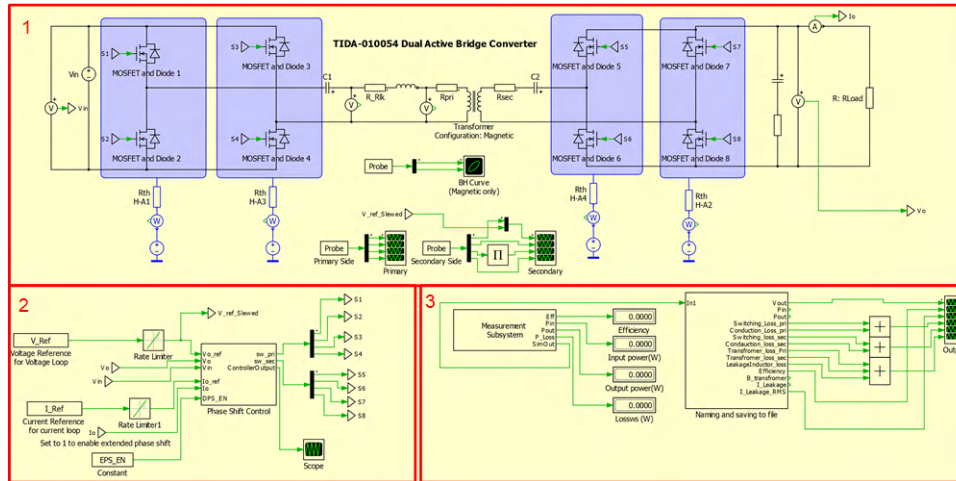 1
TIDA-010054 Dual Active Bridge Converter
Vin
V
Vin
S1
MOSFET and Diode 1
S2
MOSFET and Diode 2
S3
MOSFET and Diode 3
S4
MOSFET and Diode 4
C1
R_Rlk
V
Rpri
V
Transformer
Configuration: Magnetic
Rsec
C2
S5
MOSFET and Diode 5
S6
MOSFET and Diode 6
S7
MOSFET and Diode 7
S8
MOSFET and Diode 8
A
Io
V
R: RLoad
Vo
Rth
H-A1
W
Rth
H-A3
W
Rth
H-A4
W
Rth
H-A2
W
Probe
BH Curve
(Magnetic only)
V_ref_Slewed
Probe
Primary Side
Primary
Probe
Secondary Side
Π
Secondary
2
V_Ref
Voltage Reference
for Voltage Loop
Rate Limiter
V_ref_Slewed
Vo
Vin
I_Ref
Current Reference
for current loop
Rate Limiter1
Io
Set to 1 to enable extended phase shift
EPS_EN
Constant
Vo_ref
Vo
Vin
Io_ref
Io
DPS_EN
sw_pri
sw_sec
ControllerOutput
Phase Shift Control
S1
S2
S3
S4
S5
S6
S7
S8
Scope
3
Measurement
Subsystem
Eff
Pin
Pout
P_Loss
SimOut
0.0000
Efficiency
0.0000
Input power(W)
0.0000
Output power(W)
0.0000
Lossws (W)
In1
Vout
Pin
Pout
Switching_Loss_pri
Conduction_Loss_pri
Switching_loss_sec
Condauction_loss_sec
Transfromer_loss_Pri
Transfomer_loss_sec
LeakageInductor_loss
Efficiency
B_transfromer
I_Leakage
I_Leakage_RMS
Naming and saving to file
+
+
+
Outp